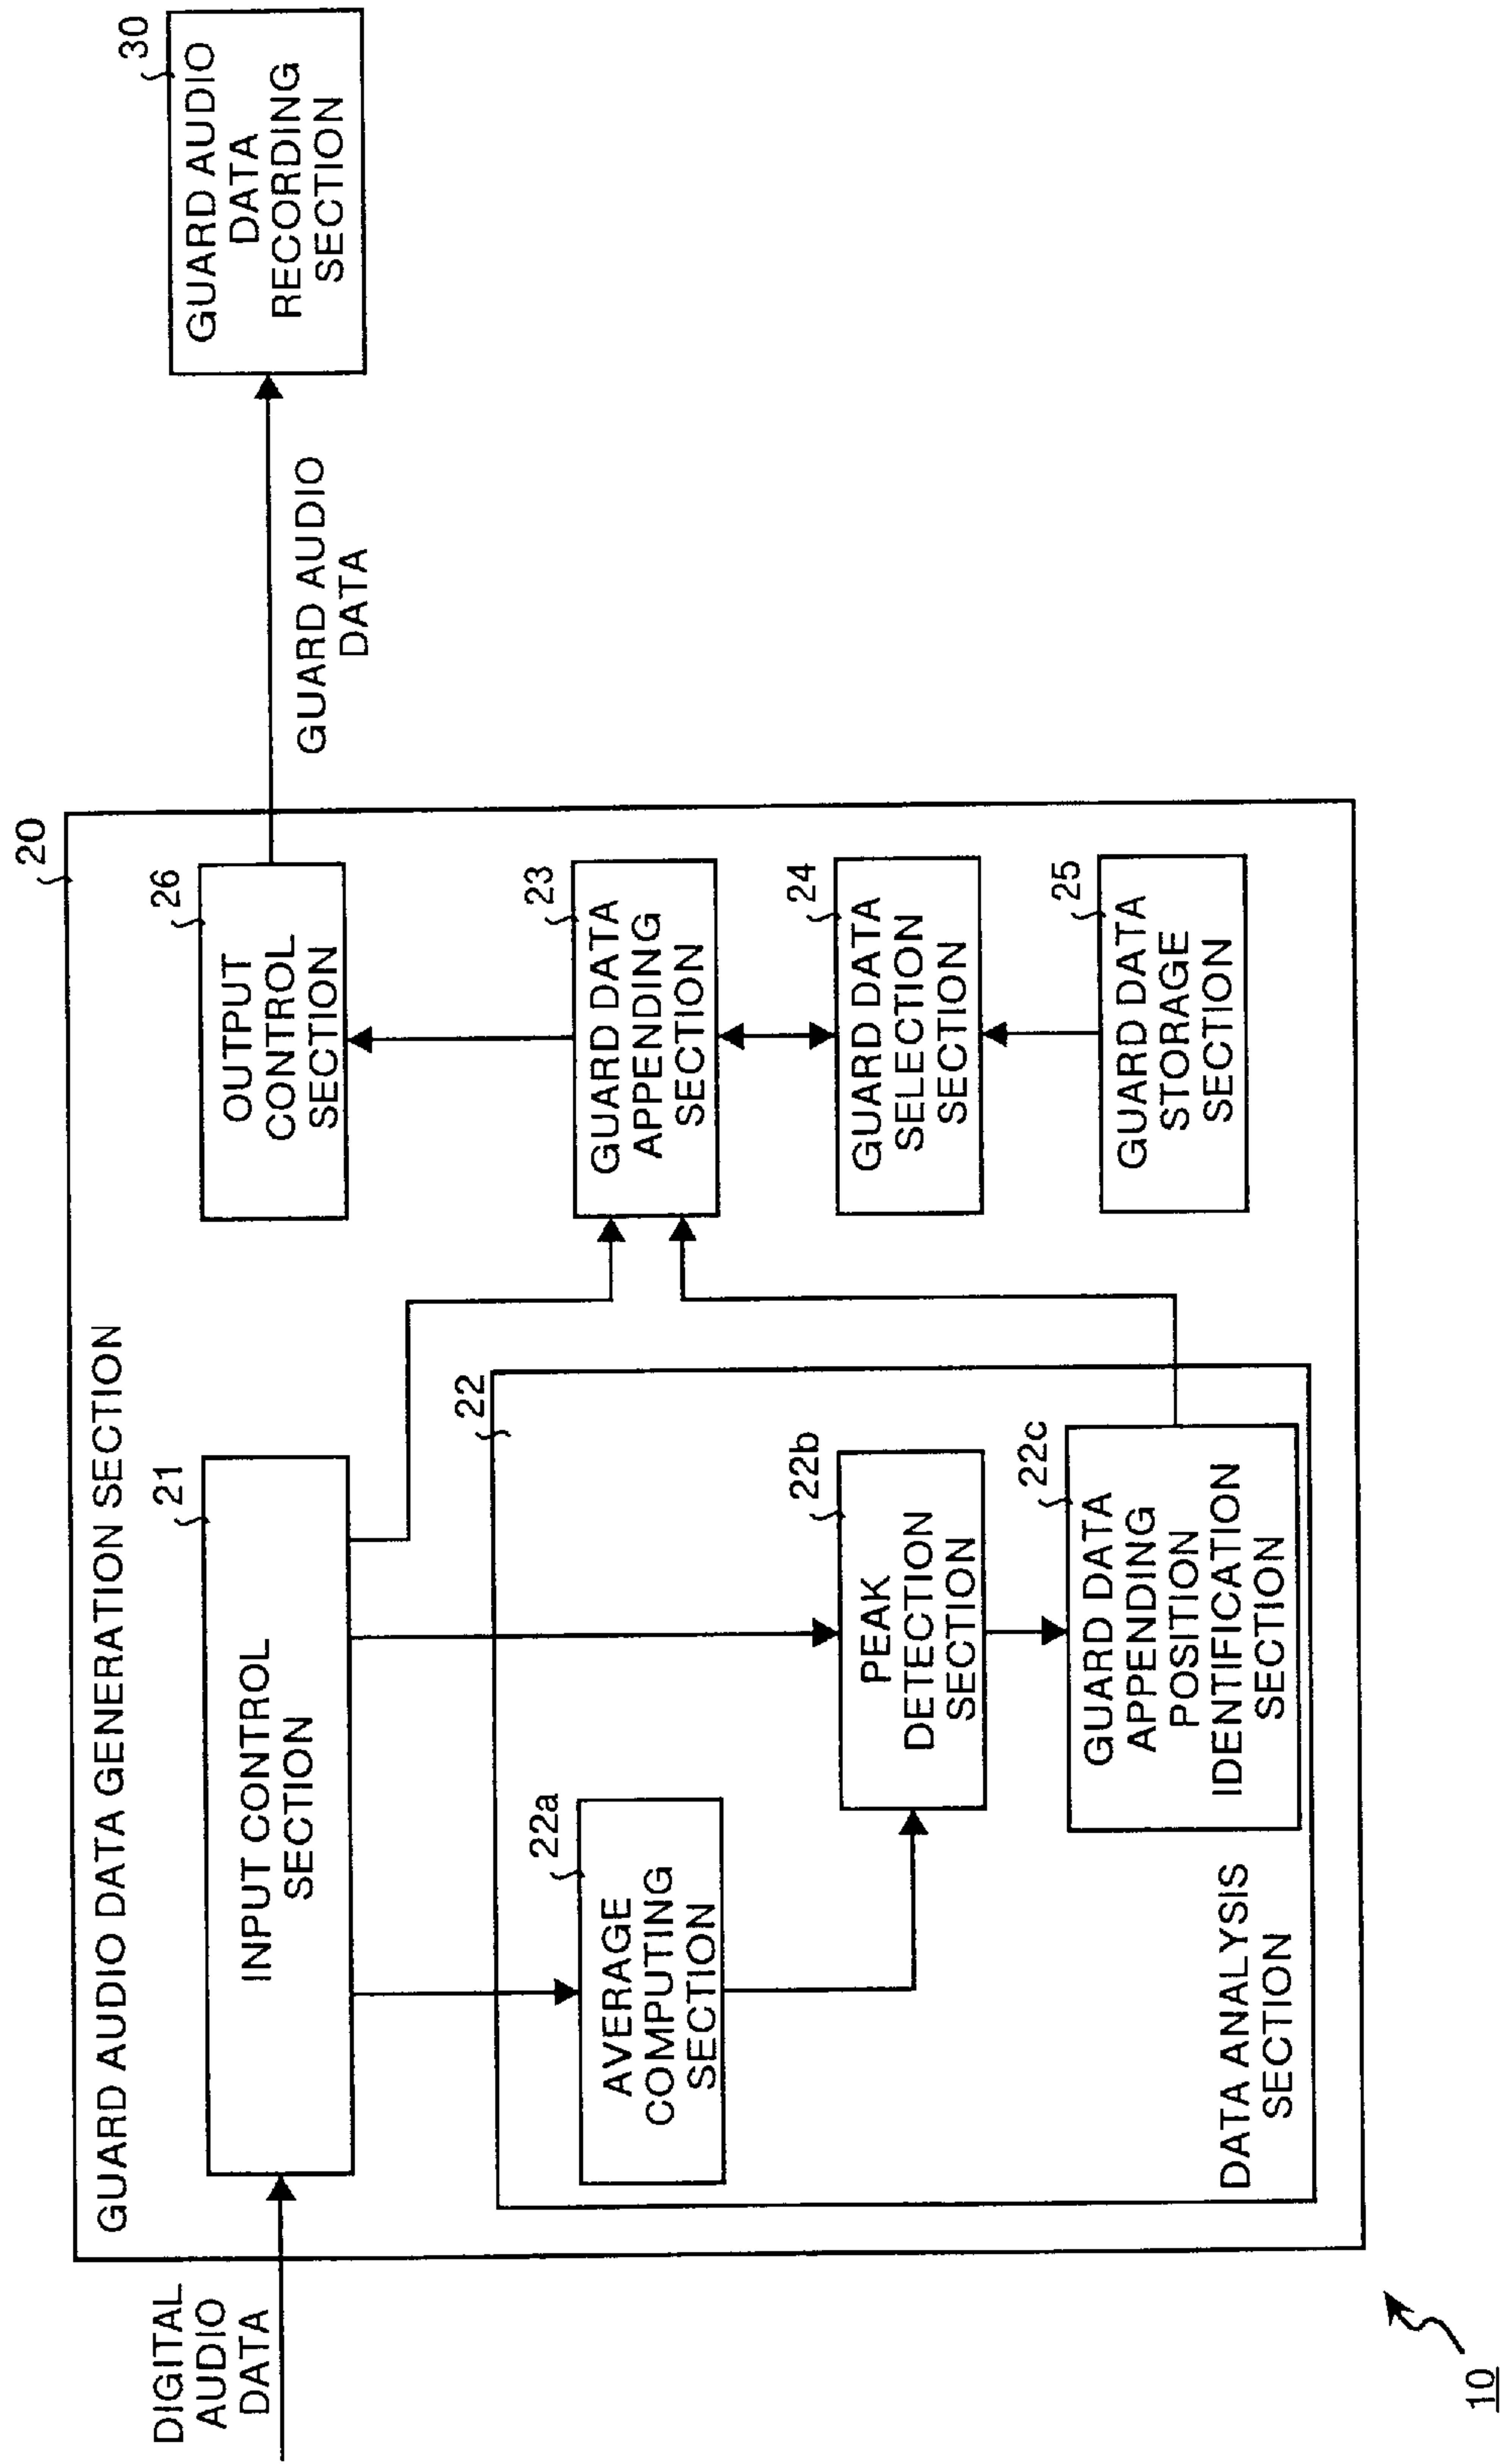 20
GUARD AUDIO DATA GENERATION SECTION
DIGITAL
AUDIO
DATA
21
INPUT CONTROL
SECTION
26
OUTPUT
CONTROL
SECTION
GUARD AUDIO
DATA
30
GUARD AUDIO
DATA
RECORDING
SECTION
22
22a
AVERAGE
COMPUTING
SECTION
22b
PEAK
DETECTION
SECTION
22c
GUARD DATA
APPENDING
POSITION
IDENTIFICATION
SECTION
DATA ANALYSIS
SECTION
23
GUARD DATA
APPENDING
SECTION
24
GUARD DATA
SELECTION
SECTION
25
GUARD DATA
STORAGE
SECTION
10